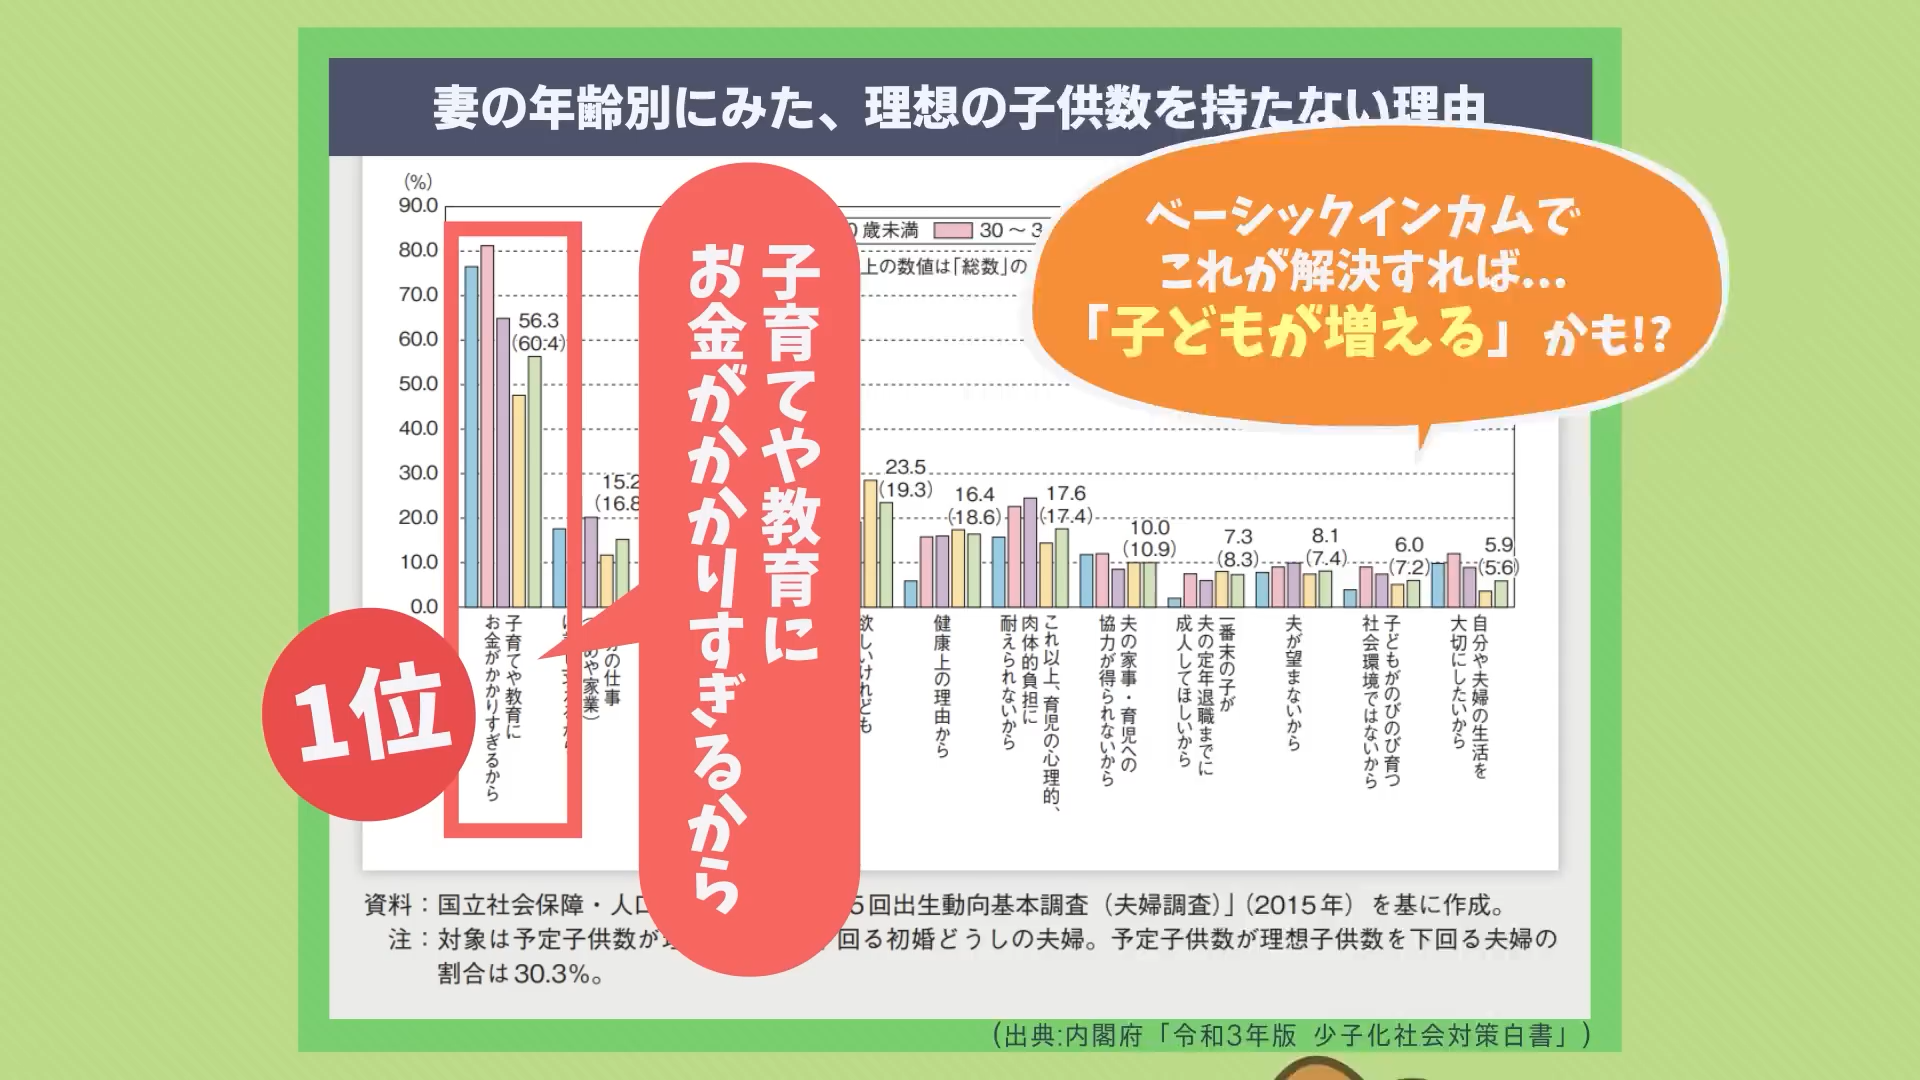 妻の年齢別にみた、理想の子供数を持たない理由
ベーシックインカムで
これが解決すれば…
「子どもが増える」かも!?
子育てや教育に
お金がかかりすぎるから
1位
(%)
90.0
80.0
70.0
60.0
50.0
40.0
30.0
20.0
10.0
0.0
歳未満
30～3
上の数値は「総数」の
56.3
(60.4)
15.2
(16.8
23.5
(19.3)
16.4
(18.6)
17.6
(17.4)
10.0
(10.9)
7.3
(8.3)
8.1
(7.4)
6.0
(7.2)
5.9
(5.6)
子育てや教育に
お金がかかりすぎるから
の仕事
や家業)
欲しいけれども
健康上の理由から
これ以上、育児の心理的、
肉体的負担に
耐えられないから
夫の家事・育児への
協力が得られないから
一番末の子が
夫の定年退職までに
成人してほしいから
夫が望まないから
子どもがのびのび育つ
社会環境ではないから
自分や夫婦の生活を
大切にしたいから
資料：国立社会保障・人口 5回出生動向基本調査（夫婦調査）」（2015年）を基に作成。
注：対象は予定子供数が 回る初婚どうしの夫婦。予定子供数が理想子供数を下回る夫婦の
割合は30.3%。
(出典:内閣府「令和3年版 少子化社会対策白書」)